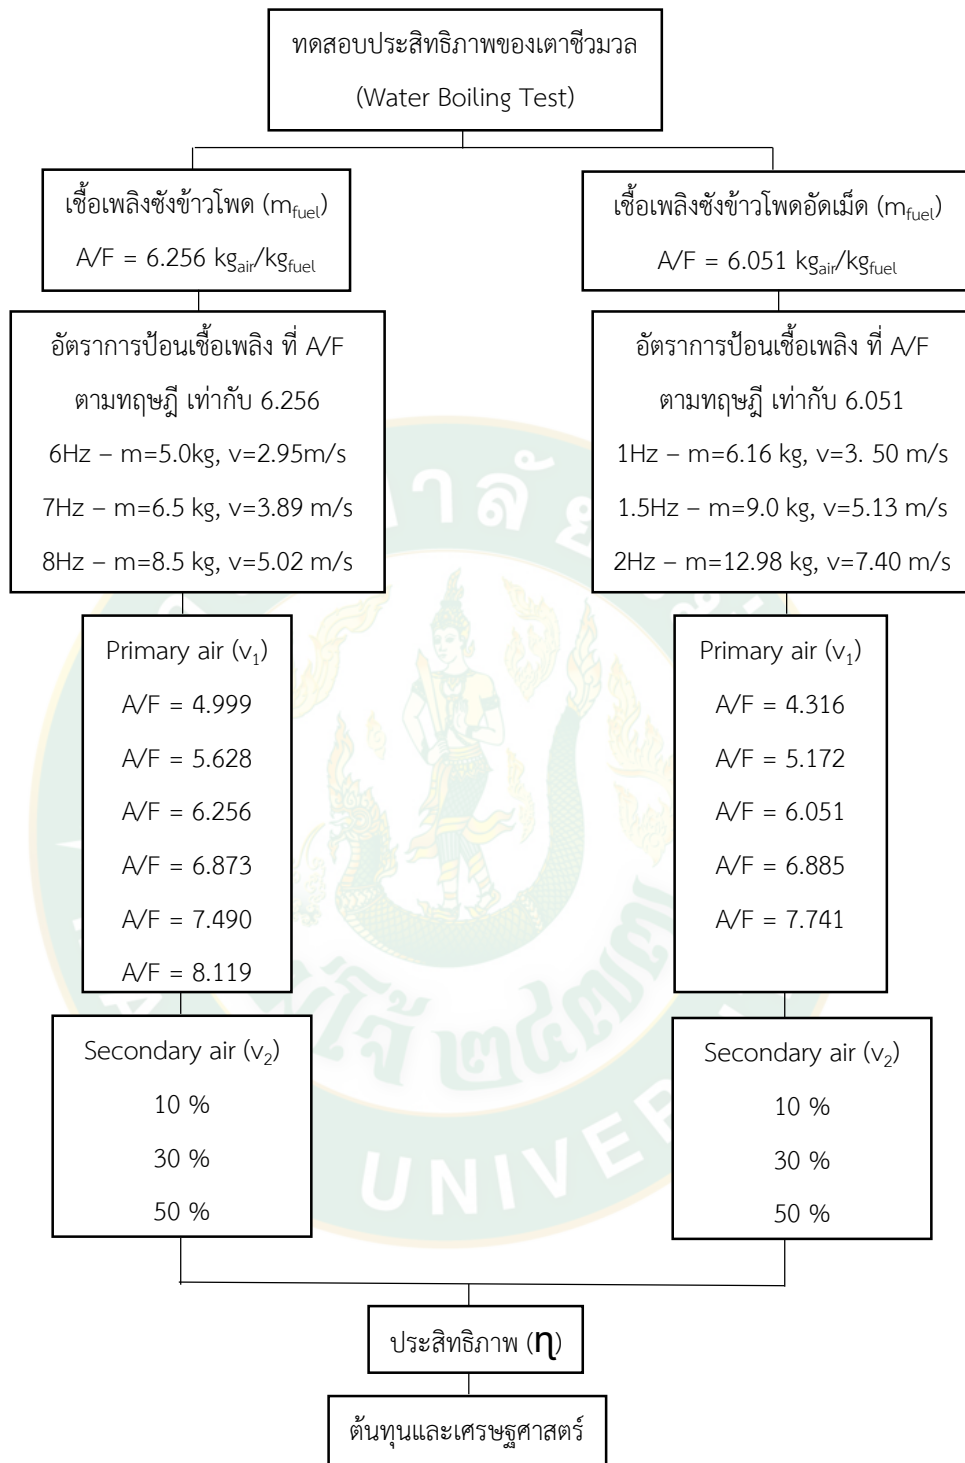 ทดสอบประสิทธิภาพของเตาชีวมวล
(Water Boiling Test)
เชื้อเพลิงซังข้าวโพด (mfuel)
A/F = 6.256 kgair/kgfuel
เชื้อเพลิงซังข้าวโพดอัดเม็ด (mfuel)
A/F = 6.051 kgair/kgfuel
อัตราการป้อนเชื้อเพลิง ที่ A/F
ตามทฤษฎี เท่ากับ 6.256
6Hz – m=5.0kg, v=2.95m/s
7Hz – m=6.5 kg, v=3.89 m/s
8Hz – m=8.5 kg, v=5.02 m/s
อัตราการป้อนเชื้อเพลิง ที่ A/F
ตามทฤษฎี เท่ากับ 6.051
1Hz – m=6.16 kg, v=3. 50 m/s
1.5Hz – m=9.0 kg, v=5.13 m/s
2Hz – m=12.98 kg, v=7.40 m/s
Primary air (v1)
A/F = 4.999
A/F = 5.628
A/F = 6.256
A/F = 6.873
A/F = 7.490
A/F = 8.119
Primary air (v1)
A/F = 4.316
A/F = 5.172
A/F = 6.051
A/F = 6.885
A/F = 7.741
Secondary air (v2)
10 %
30 %
50 %
Secondary air (v2)
10 %
30 %
50 %
ประสิทธิภาพ (η)
ต้นทุนและเศรษฐศาสตร์